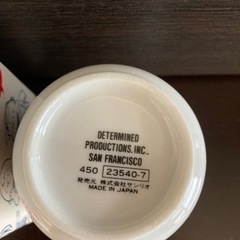 DETERMINED
PRODUCTIONS, INC.,
SAN FRANCISCO
450 23540-7
発売元 株式会社サンリオ
MADE IN JAPAN